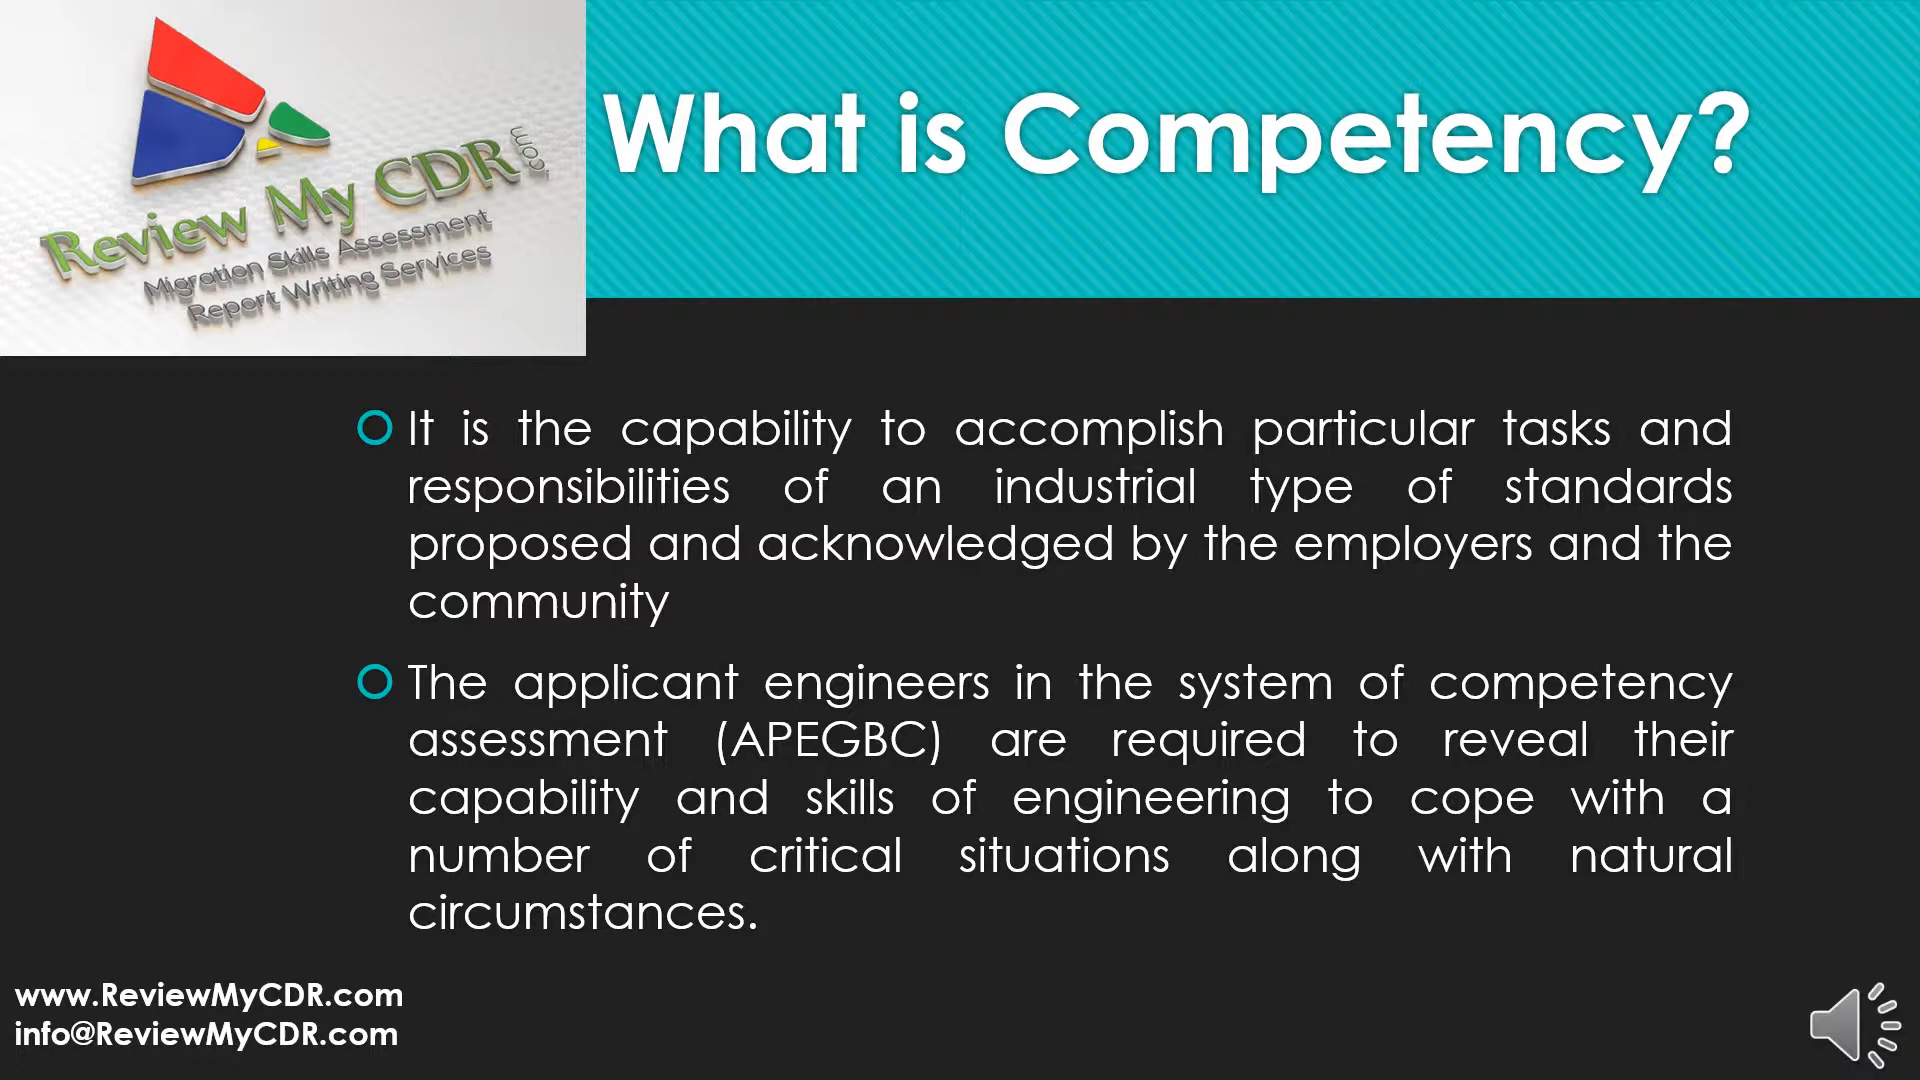 Review My CDR.com
Migration Skills Assessment
Report Writing Services
What is Competency?
It is the capability to accomplish particular tasks and
responsibilities of an industrial type of standards
proposed and acknowledged by the employers and the
community
The applicant engineers in the system of competency
assessment (APEGBC) are required to reveal their
capability and skills of engineering to cope with a
number of critical situations along with natural
circumstances.
www.ReviewMyCDR.com
info@ReviewMyCDR.com